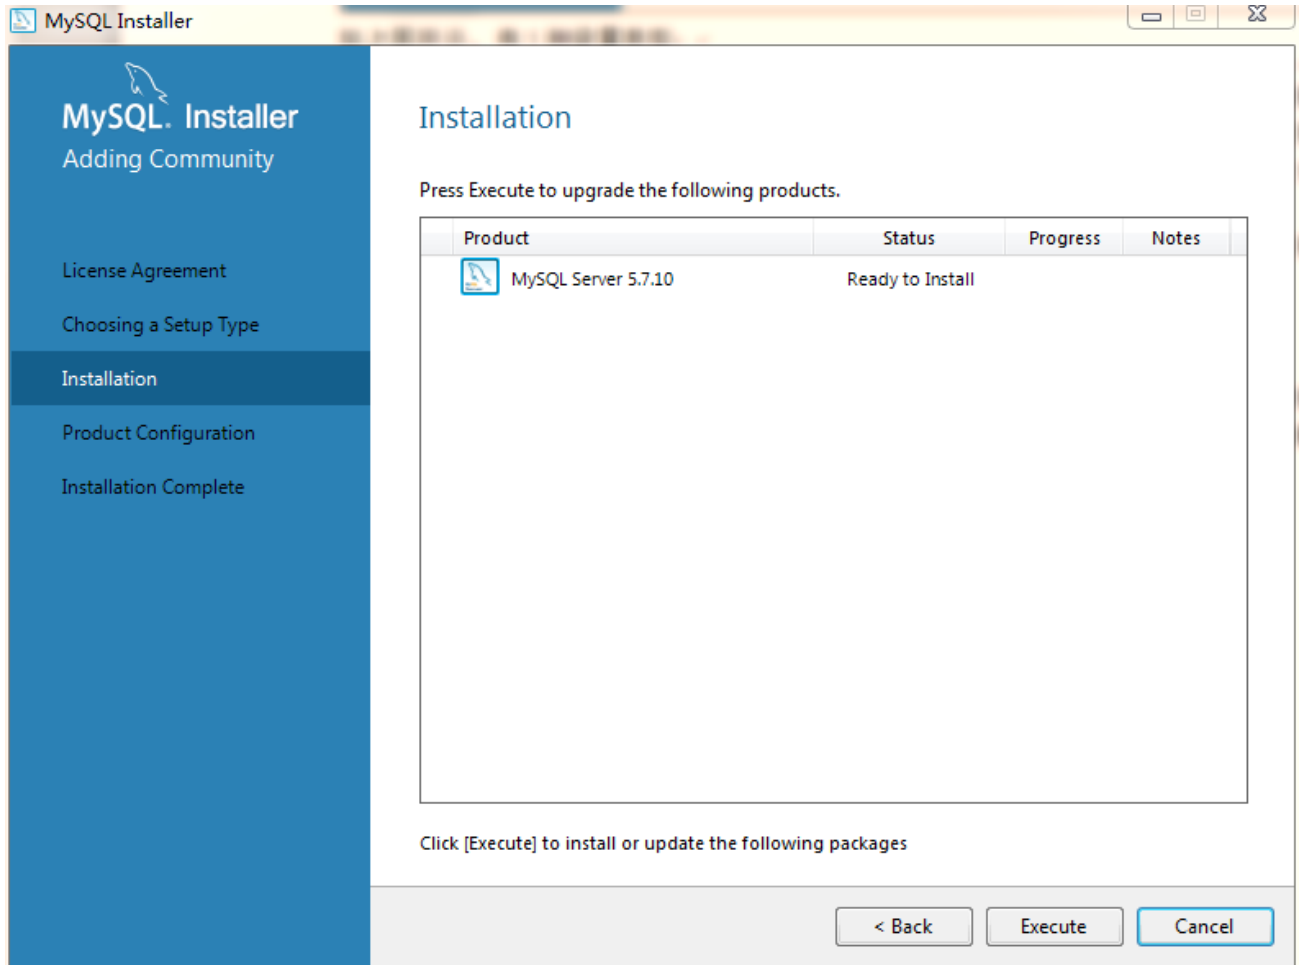 MySQL Installer
MySQL. Installer
Adding Community
License Agreement
Choosing a Setup Type
Installation
Product Configuration
Installation Complete
Installation
Press Execute to upgrade the following products.
Product Status Progress Notes
MySQL Server 5.7.10 Ready to Install
Click [Execute] to install or update the following packages
< Back Execute Cancel